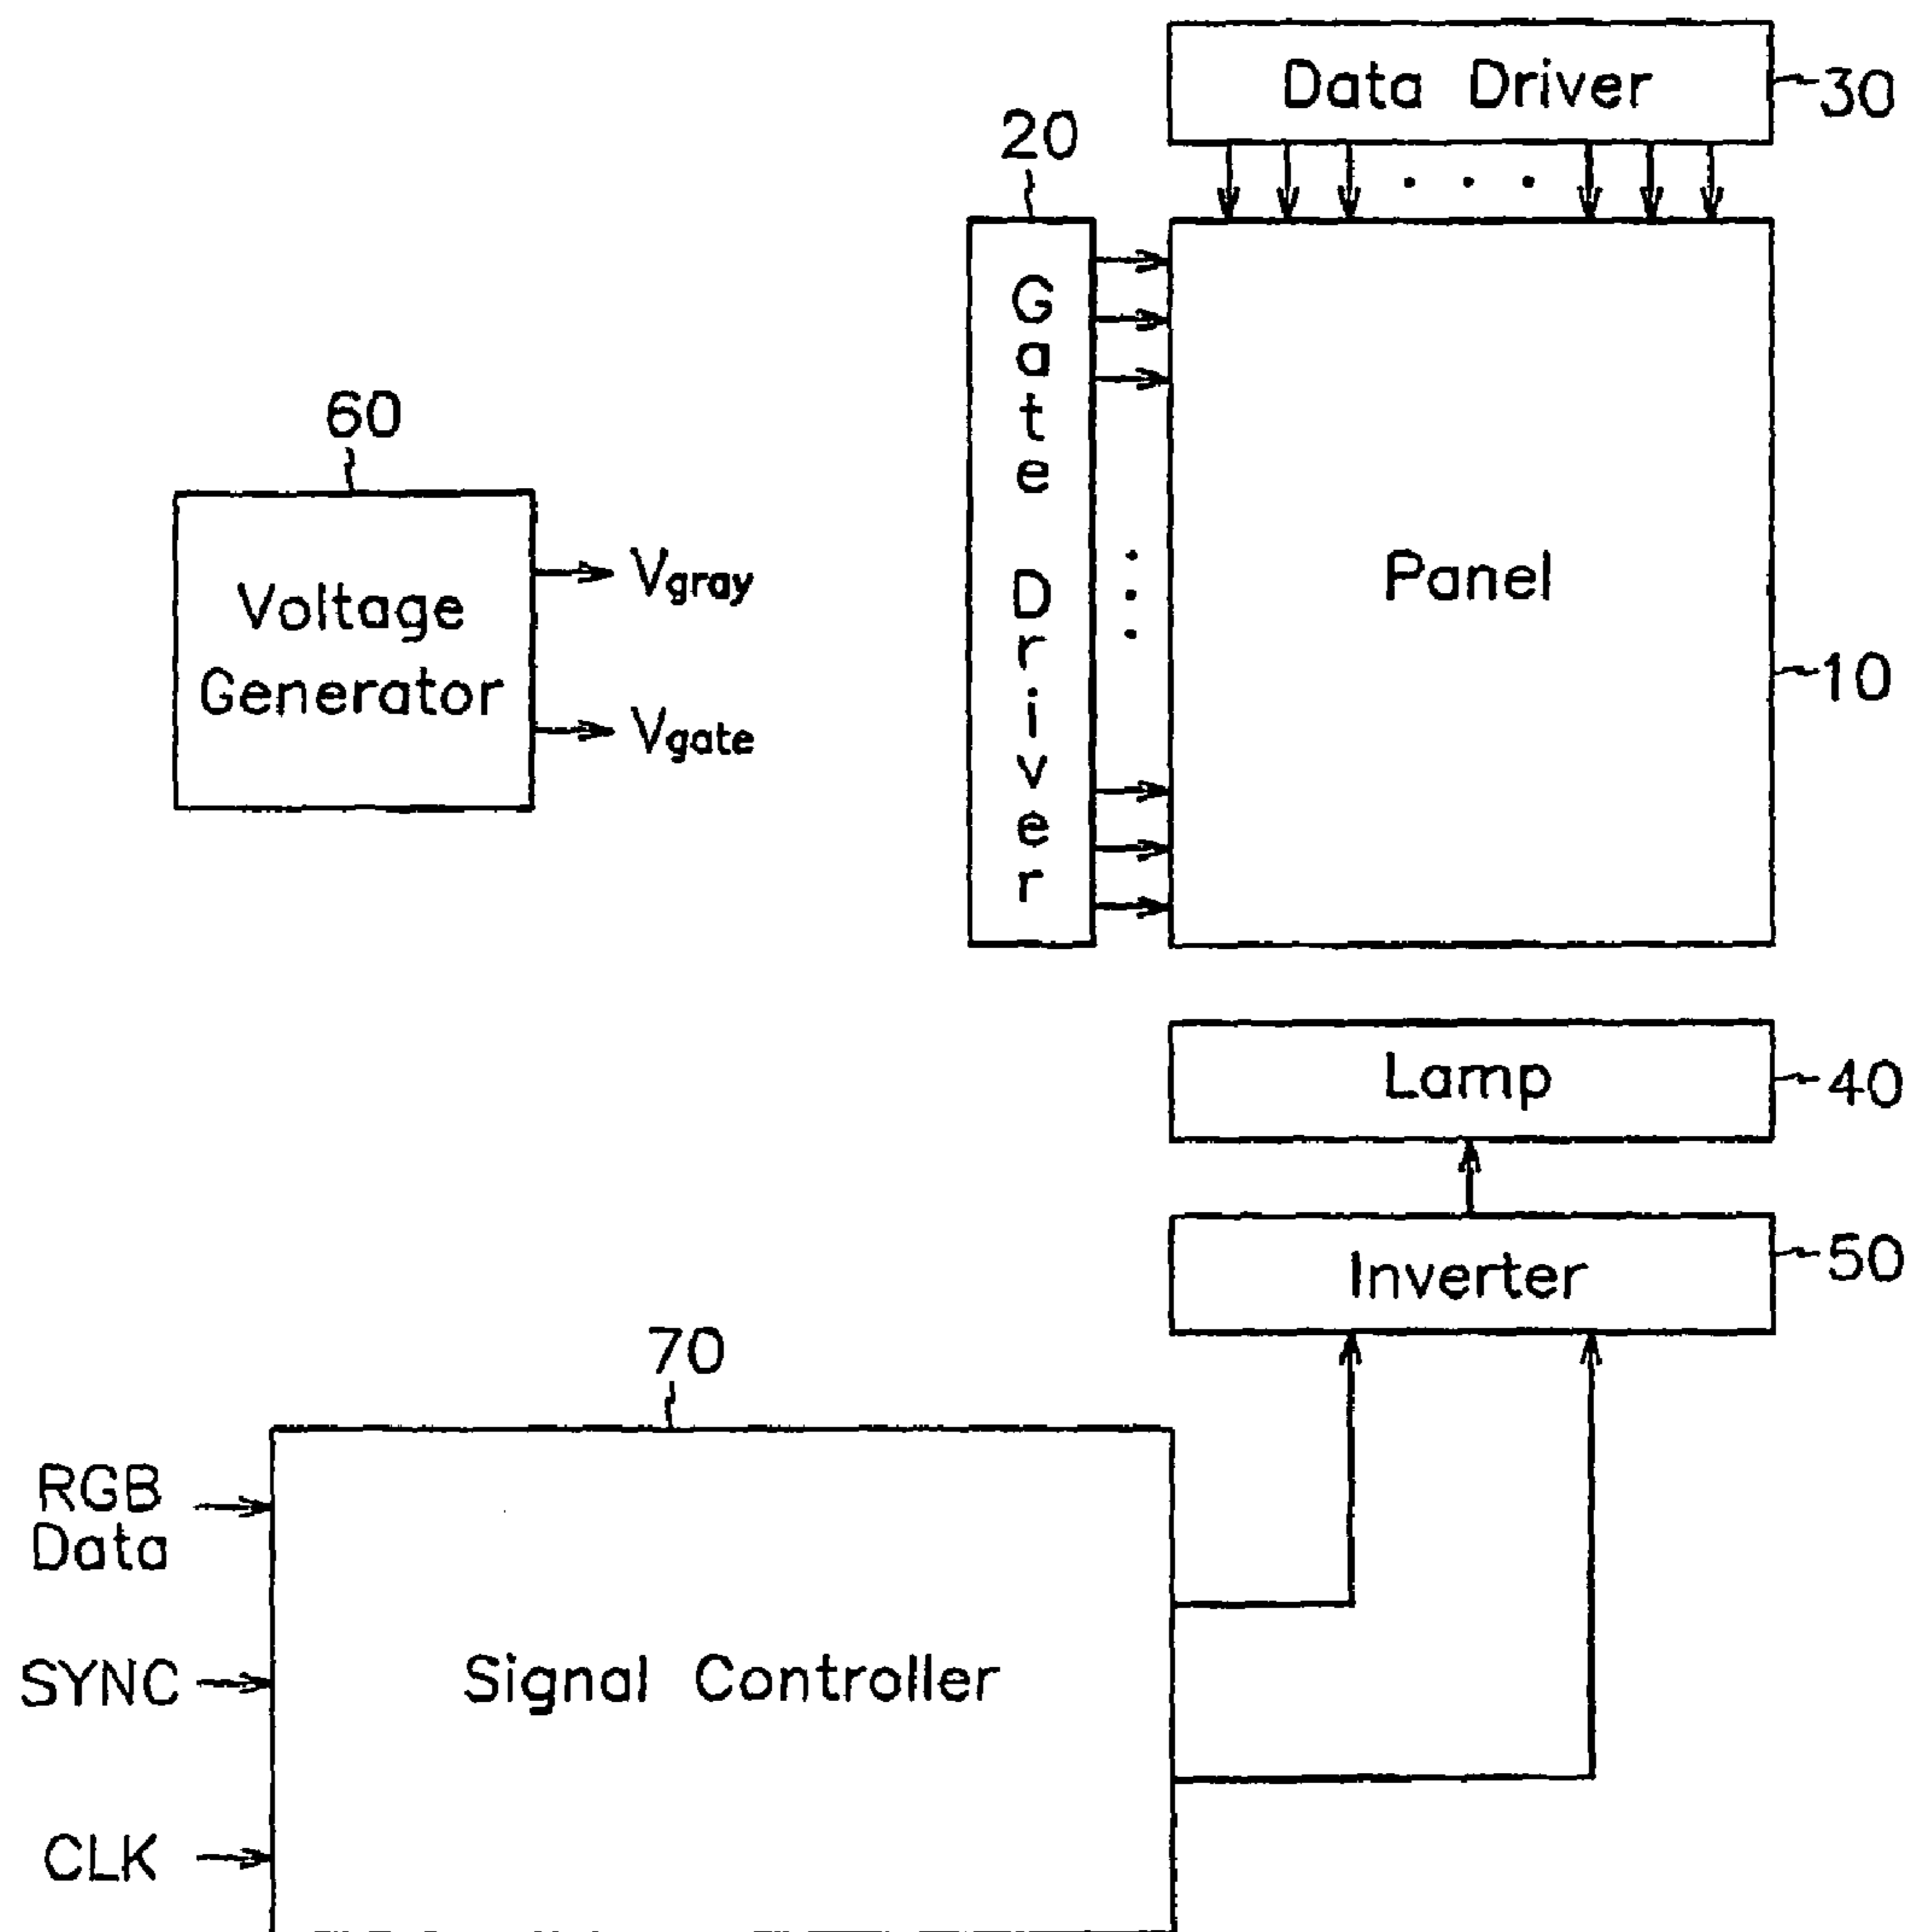 Data Driver
30
20
Gate Driver
Panel
10
60
Voltage
Generator
Vgray
Vgate
Lamp
40
Inverter
50
70
RGB
Data
SYNC
CLK
Signal Controller